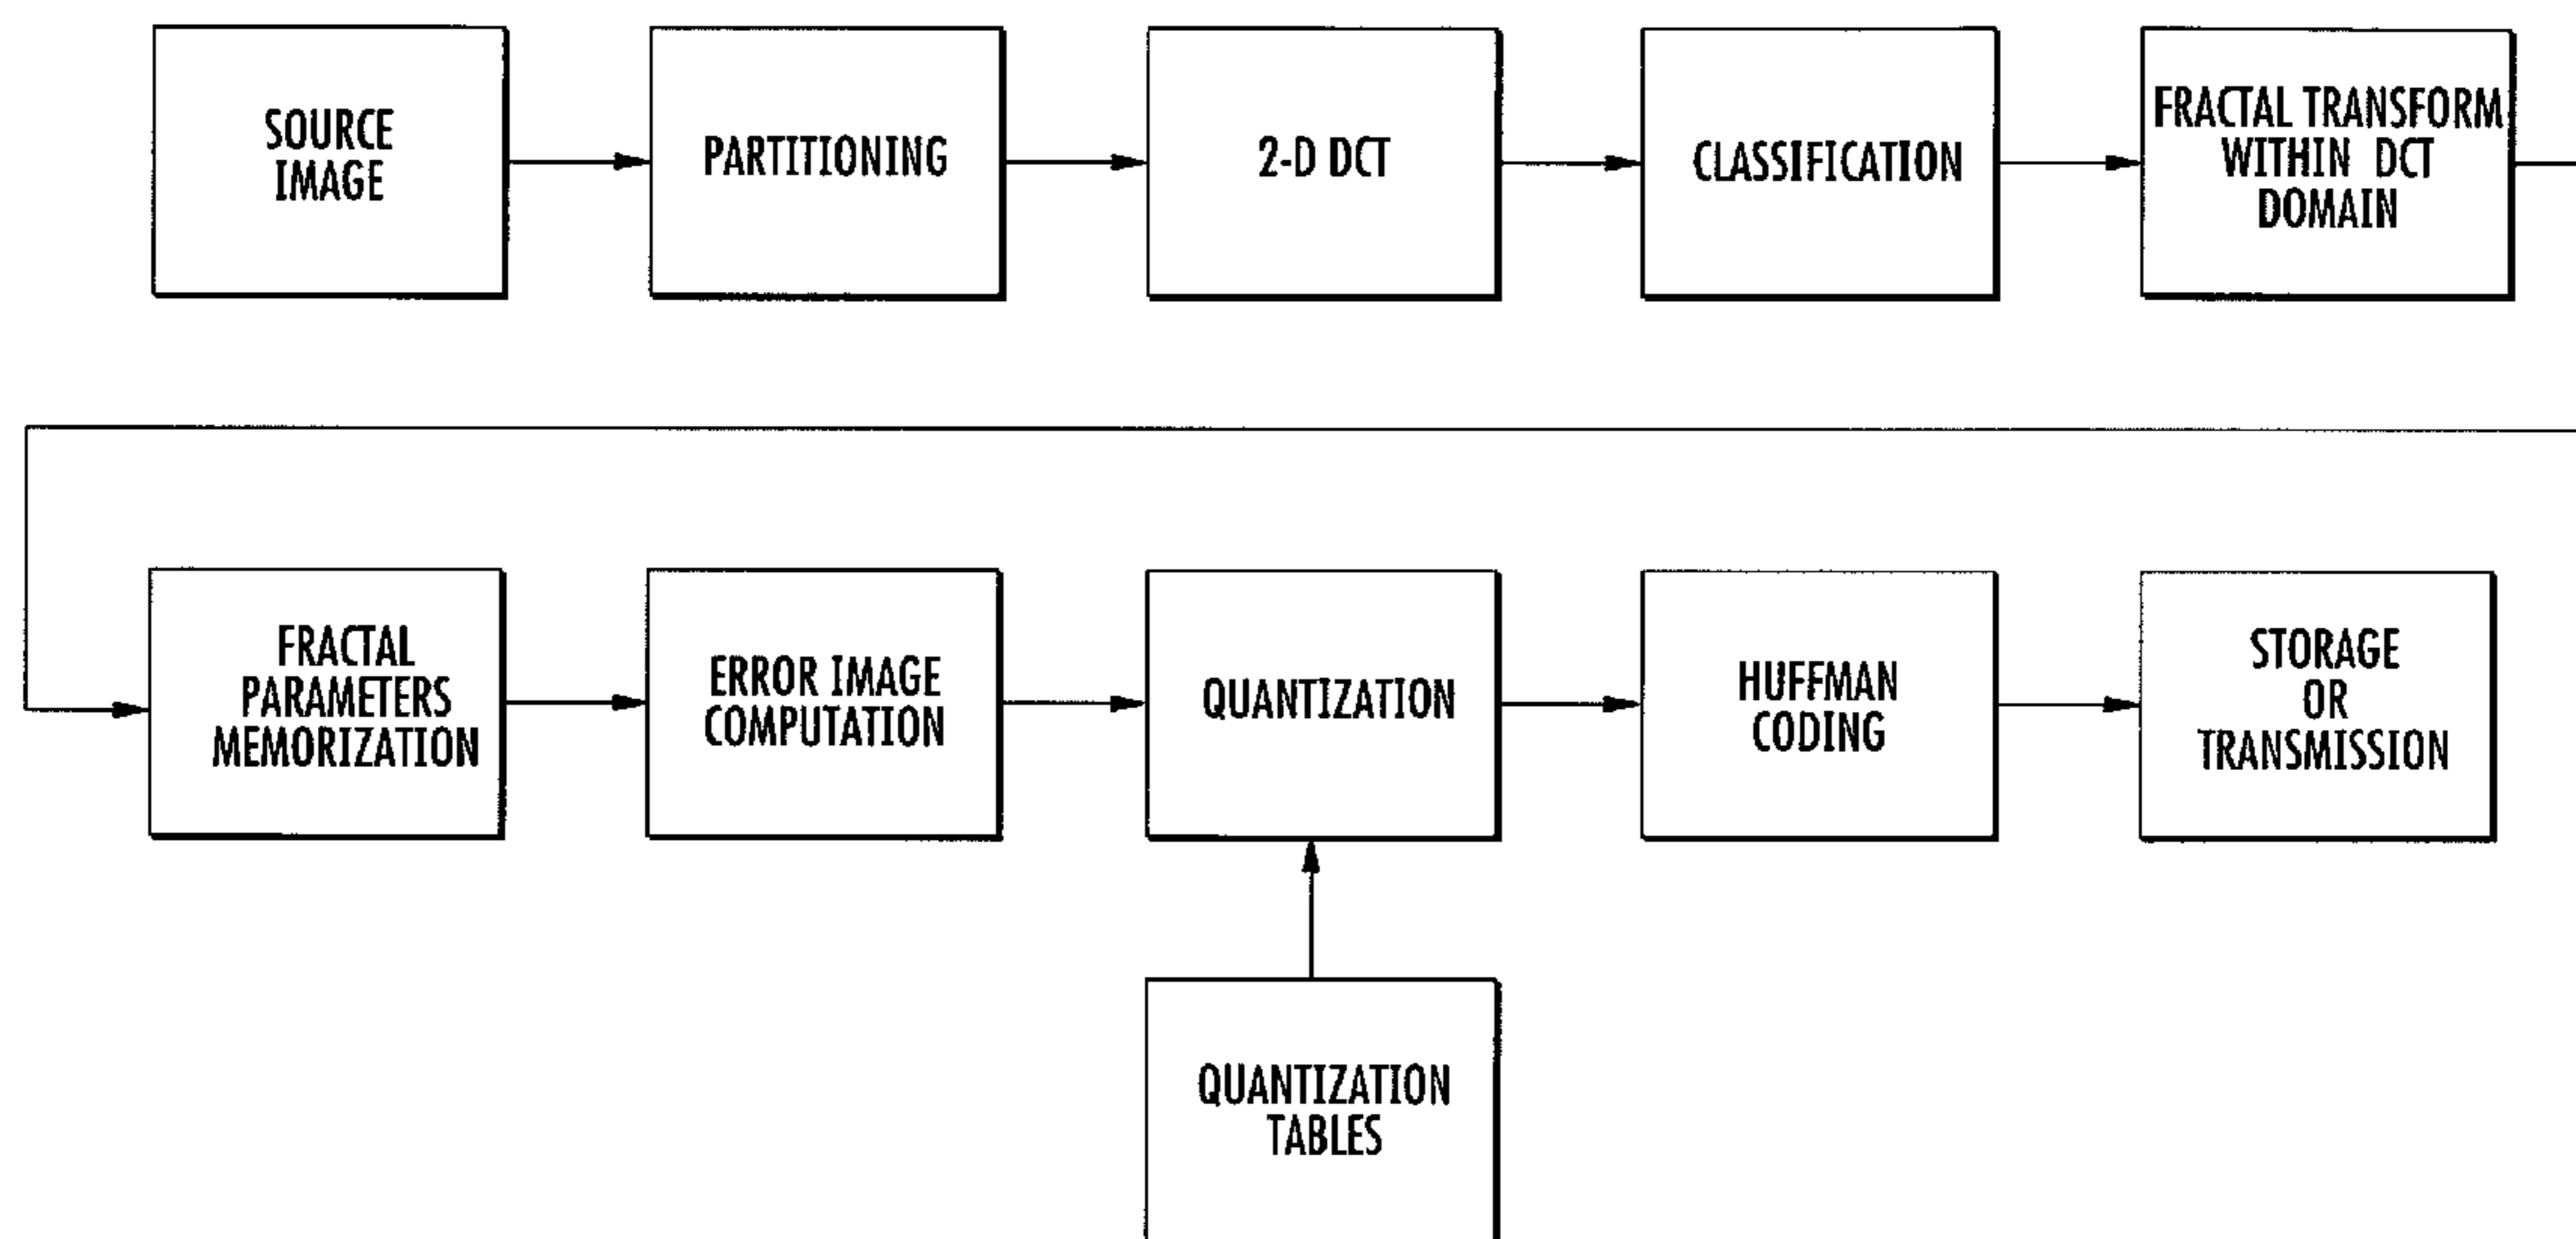 SOURCE
IMAGE
PARTITIONING
2-D DCT
CLASSIFICATION
FRACTAL TRANSFORM
WITHIN DCT
DOMAIN
FRACTAL
PARAMETERS
MEMORIZATION
ERROR IMAGE
COMPUTATION
QUANTIZATION
HUFFMAN
CODING
STORAGE
OR
TRANSMISSION
QUANTIZATION
TABLES